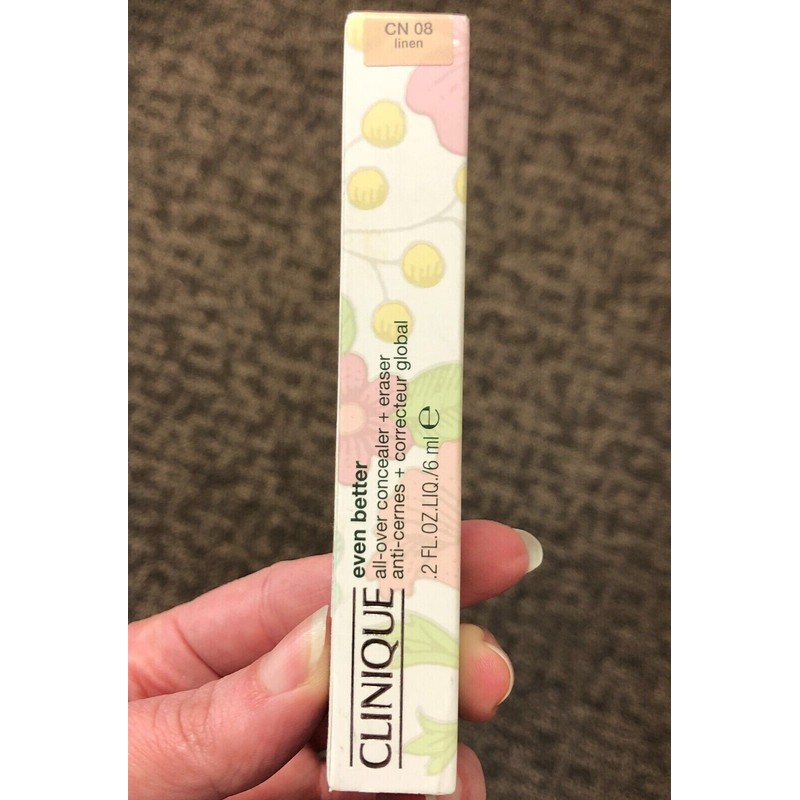 CN 08
linen
CLINIQUE
even better
all-over concealer + eraser
anti-cernes + correcteur global
.2 FL.OZ.LIQ./6 ml ℮